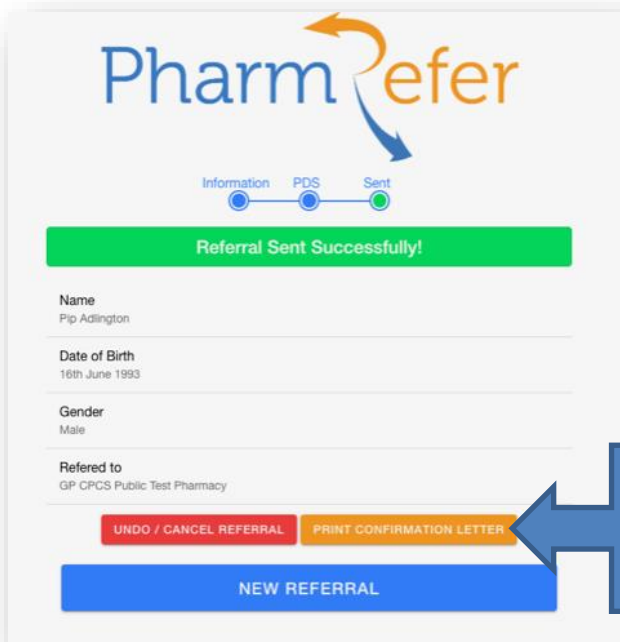 PharmRefer
Information PDS Sent
Referral Sent Successfully!
Name
Pip Adlington
Date of Birth
16th June 1993
Gender
Male
Refered to
GP CPCS Public Test Pharmacy
UNDO / CANCEL REFERRAL PRINT CONFIRMATION LETTER
NEW REFERRAL